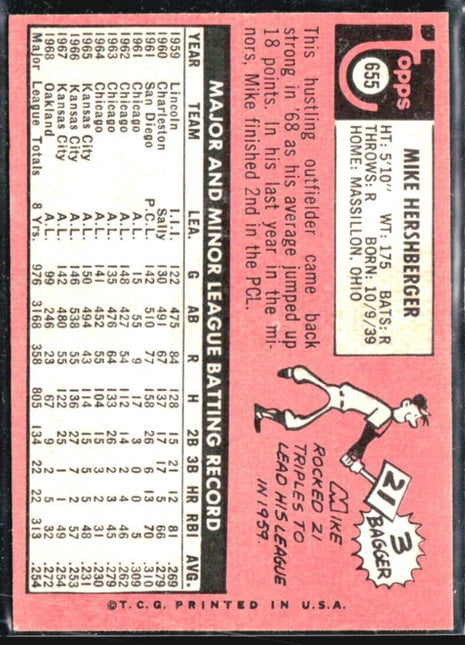 topps
655
MIKE HERSHBERGER
HT: 5'10" WT: 175 BATS: R
THROWS: R BORN: 10/9/39
HOME: MASSILLON, OHIO
This hustling outfielder came back
strong in '68 as his average jumped up
18 points. In his last year in the mi-
nors, Mike finished 2nd in the PCL.
3
BAGGER
21
MIKE
ROCKED 21
TRIPLES TO
LEAD HIS LEAGUE
IN 1959.
MAJOR AND MINOR LEAGUE BATTING RECORD
YEAR TEAM LEA. G AB R H 2B 3B HR RBI AVG.
1959 Lincoln I.I.I. 122 475 84 128 15 21 12 81 .269
1960 Charleston Sally 130 491 137 17 5 66 .279
1961 San Diego P.C.L. 142 510 77 158 26 6 13 70 .310
1961 Chicago A.L. 15 55 9 17 3 0 0 5 .309
1962 Chicago A.L. 148 427 54 112 14 2 4 46 .262
1963 Chicago A.L. 135 476 64 133 26 2 3 45 .279
1964 Chicago A.L. 141 452 55 104 15 3 2 31 .230
1965 Kansas City A.L. 150 494 43 114 15 5 5 48 .231
1966 Kansas City A.L. 146 538 55 136 27 7 2 57 .253
1967 Kansas City A.L. 142 480 55 122 25 1 1 49 .254
1968 Oakland A.L. 99 246 23 67 9 2 5 32 .272
Major League Totals 8 Yrs. 976 3168 358 805 134 22 22 313 .254
©T.C.G. PRINTED IN U.S.A.